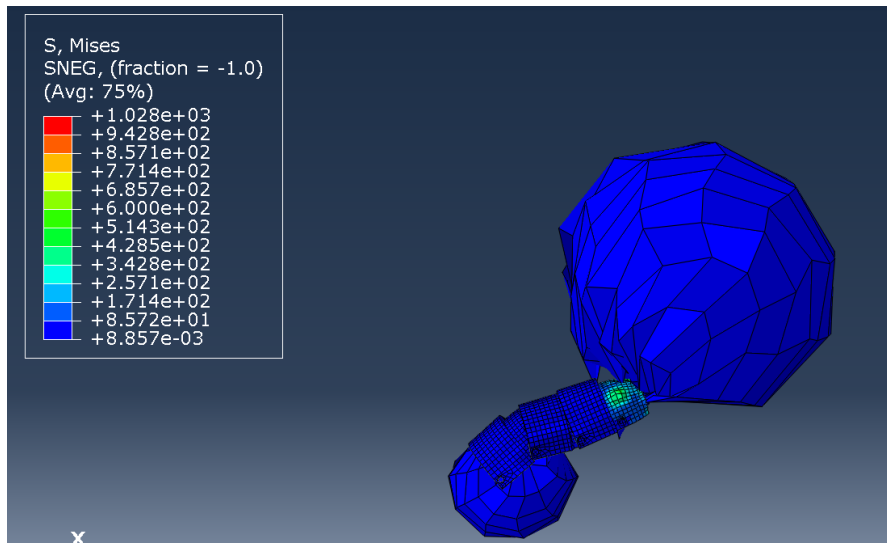 S, Mises
SNEG, (fraction = -1.0)
(Avg: 75%)
+1.028e+03
+9.428e+02
+8.571e+02
+7.714e+02
+6.857e+02
+6.000e+02
+5.143e+02
+4.285e+02
+3.428e+02
+2.571e+02
+1.714e+02
+8.572e+01
+8.857e-03
X